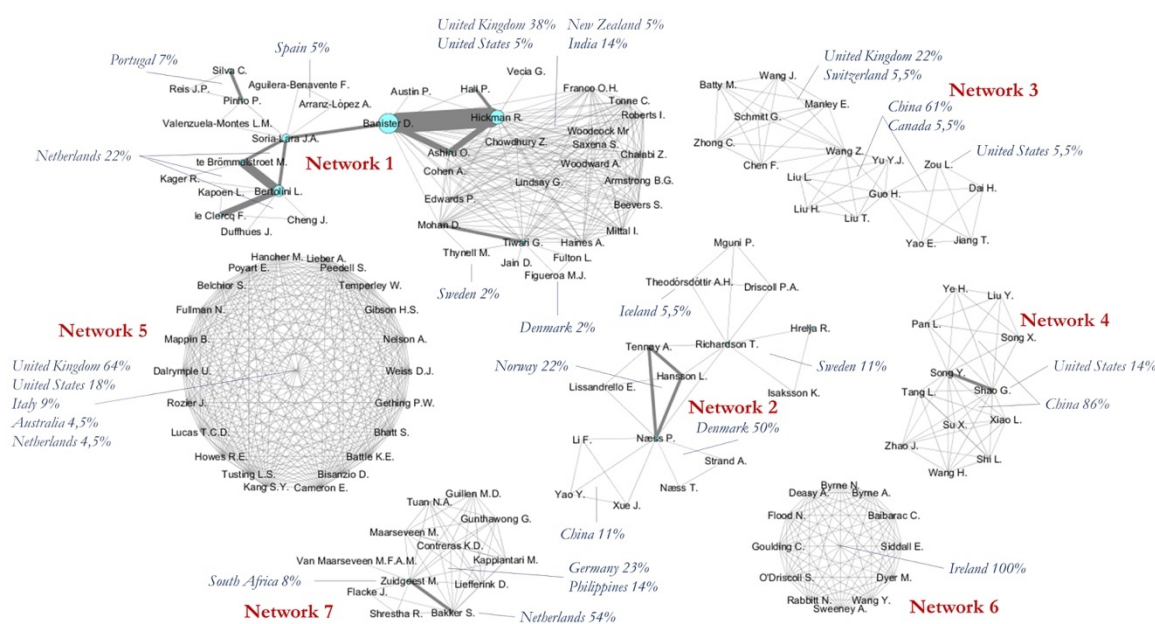 United Kingdom 38%
United States 5%
New Zealand 5%
India 14%
Spain 5%
Portugal 7%
Silva C.
Reis J.P.
Pinho P.
Aguilera-Benavente F.
Arranz-López A.
Valenzuela-Montes L.M.
Soria-Lara J.A.
Netherlands 22%
te Brömmelstroet M.
Kager R.
Kapoen L.
Bertolini L.
le Clercq F.
Cheng J.
Duffhues J.
Network 1
Austin P.
Hall P.
Vecia G.
Banister D.
Hickman R.
Franco O.H.
Tonne C.
Roberts I.
Woodcock Mr
Chowdhury Z.
Saxena S.
Ashiru O.
Chalabi Z.
Cohen A.
Woodward A.
Lindsay G.
Armstrong B.G.
Edwards P.
Beevers S.
Mohan D.
Mittal I.
Tiwari G.
Haines A.
Thynell M.
Jain D.
Fulton L.
Figueroa M.J.
Sweden 2%
Denmark 2%
United Kingdom 22%
Switzerland 5,5%
Network 3
China 61%
Canada 5,5%
United States 5,5%
Batty M.
Wang J.
Manley E.
Schmitt G.
Zhong C.
Wang Z.
Chen F.
Yu Y.J.
Zou L.
Liu L.
Guo H.
Dai H.
Liu H.
Liu T.
Yao E.
Jiang T.
Network 5
United Kingdom 64%
United States 18%
Italy 9%
Australia 4,5%
Netherlands 4,5%
Hancher M.
Lieber A.
Poyart E.
Peedell S.
Belchior S.
Temperley W.
Fullman N.
Gibson H.S.
Mappin B.
Nelson A.
Dalrymple U.
Weiss D.J.
Rozier J.
Gething P.W.
Lucas T.C.D.
Bhatt S.
Howes R.E.
Battle K.E.
Tusting L.S.
Bisanzio D.
Kang S.Y.
Cameron E.
Mguni P.
Theodórsdóttir A.H.
Driscoll P.A.
Iceland 5,5%
Hrelja R.
Tennøy A.
Richardson T.
Norway 22%
Hansson L.
Sweden 11%
Lissandrello E.
Isaksson K.
Network 2
Denmark 50%
Li F.
Næss P.
Strand A.
Yao Y.
Næss T.
Xue J.
China 11%
Network 4
Ye H.
Liu Y.
Pan L.
Song X.
United States 14%
Song Y.
Tang L.
Shao G.
China 86%
Su X.
Xiao L.
Zhao J.
Shi L.
Wang H.
Guillen M.D.
Tuan N.A.
Gunthawong G.
Maarseveen M.
Contreras K.D.
Van Maarseveen M.F.A.M.
Kapplantari M.
South Africa 8%
Zuidgeest M.
Liefferink D.
Germany 23%
Philippines 14%
Flacke J.
Network 7
Shrestha R.
Bakker S.
Netherlands 54%
Byrne N.
Deasy A.
Byrne A.
Flood N.
Baibarac C.
Goulding C.
Siddall E.
Ireland 100%
O'Driscoll S.
Dyer M.
Rabbitt N.
Wang Y.
Sweeney A.
Network 6